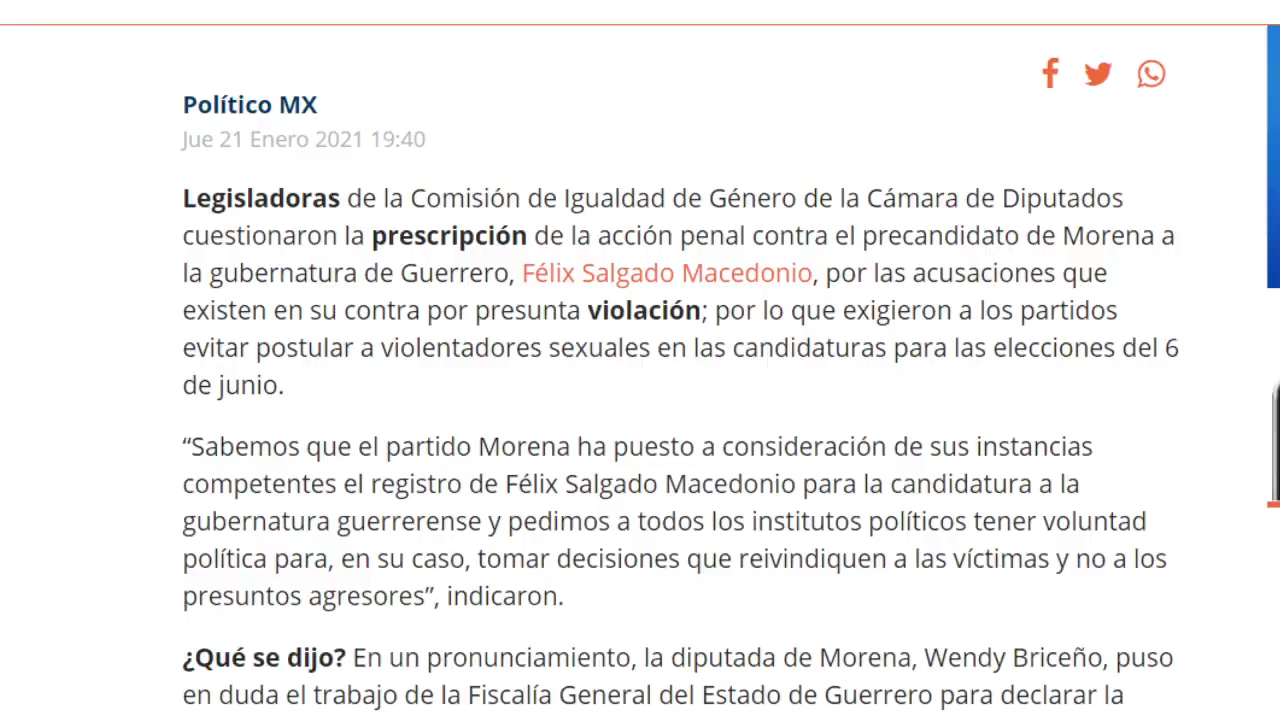 Político MX
Jue 21 Enero 2021 19:40
Legisladoras de la Comisión de Igualdad de Género de la Cámara de Diputados
cuestionaron la prescripción de la acción penal contra el precandidato de Morena a
la gubernatura de Guerrero, Félix Salgado Macedonio, por las acusaciones que
existen en su contra por presunta violación; por lo que exigieron a los partidos
evitar postular a violentadores sexuales en las candidaturas para las elecciones del 6
de junio.
“Sabemos que el partido Morena ha puesto a consideración de sus instancias
competentes el registro de Félix Salgado Macedonio para la candidatura a la
gubernatura guerrerense y pedimos a todos los institutos políticos tener voluntad
política para, en su caso, tomar decisiones que reivindiquen a las víctimas y no a los
presuntos agresores”, indicaron.
¿Qué se dijo? En un pronunciamiento, la diputada de Morena, Wendy Briceño, puso
en duda el trabajo de la Fiscalía General del Estado de Guerrero para declarar la